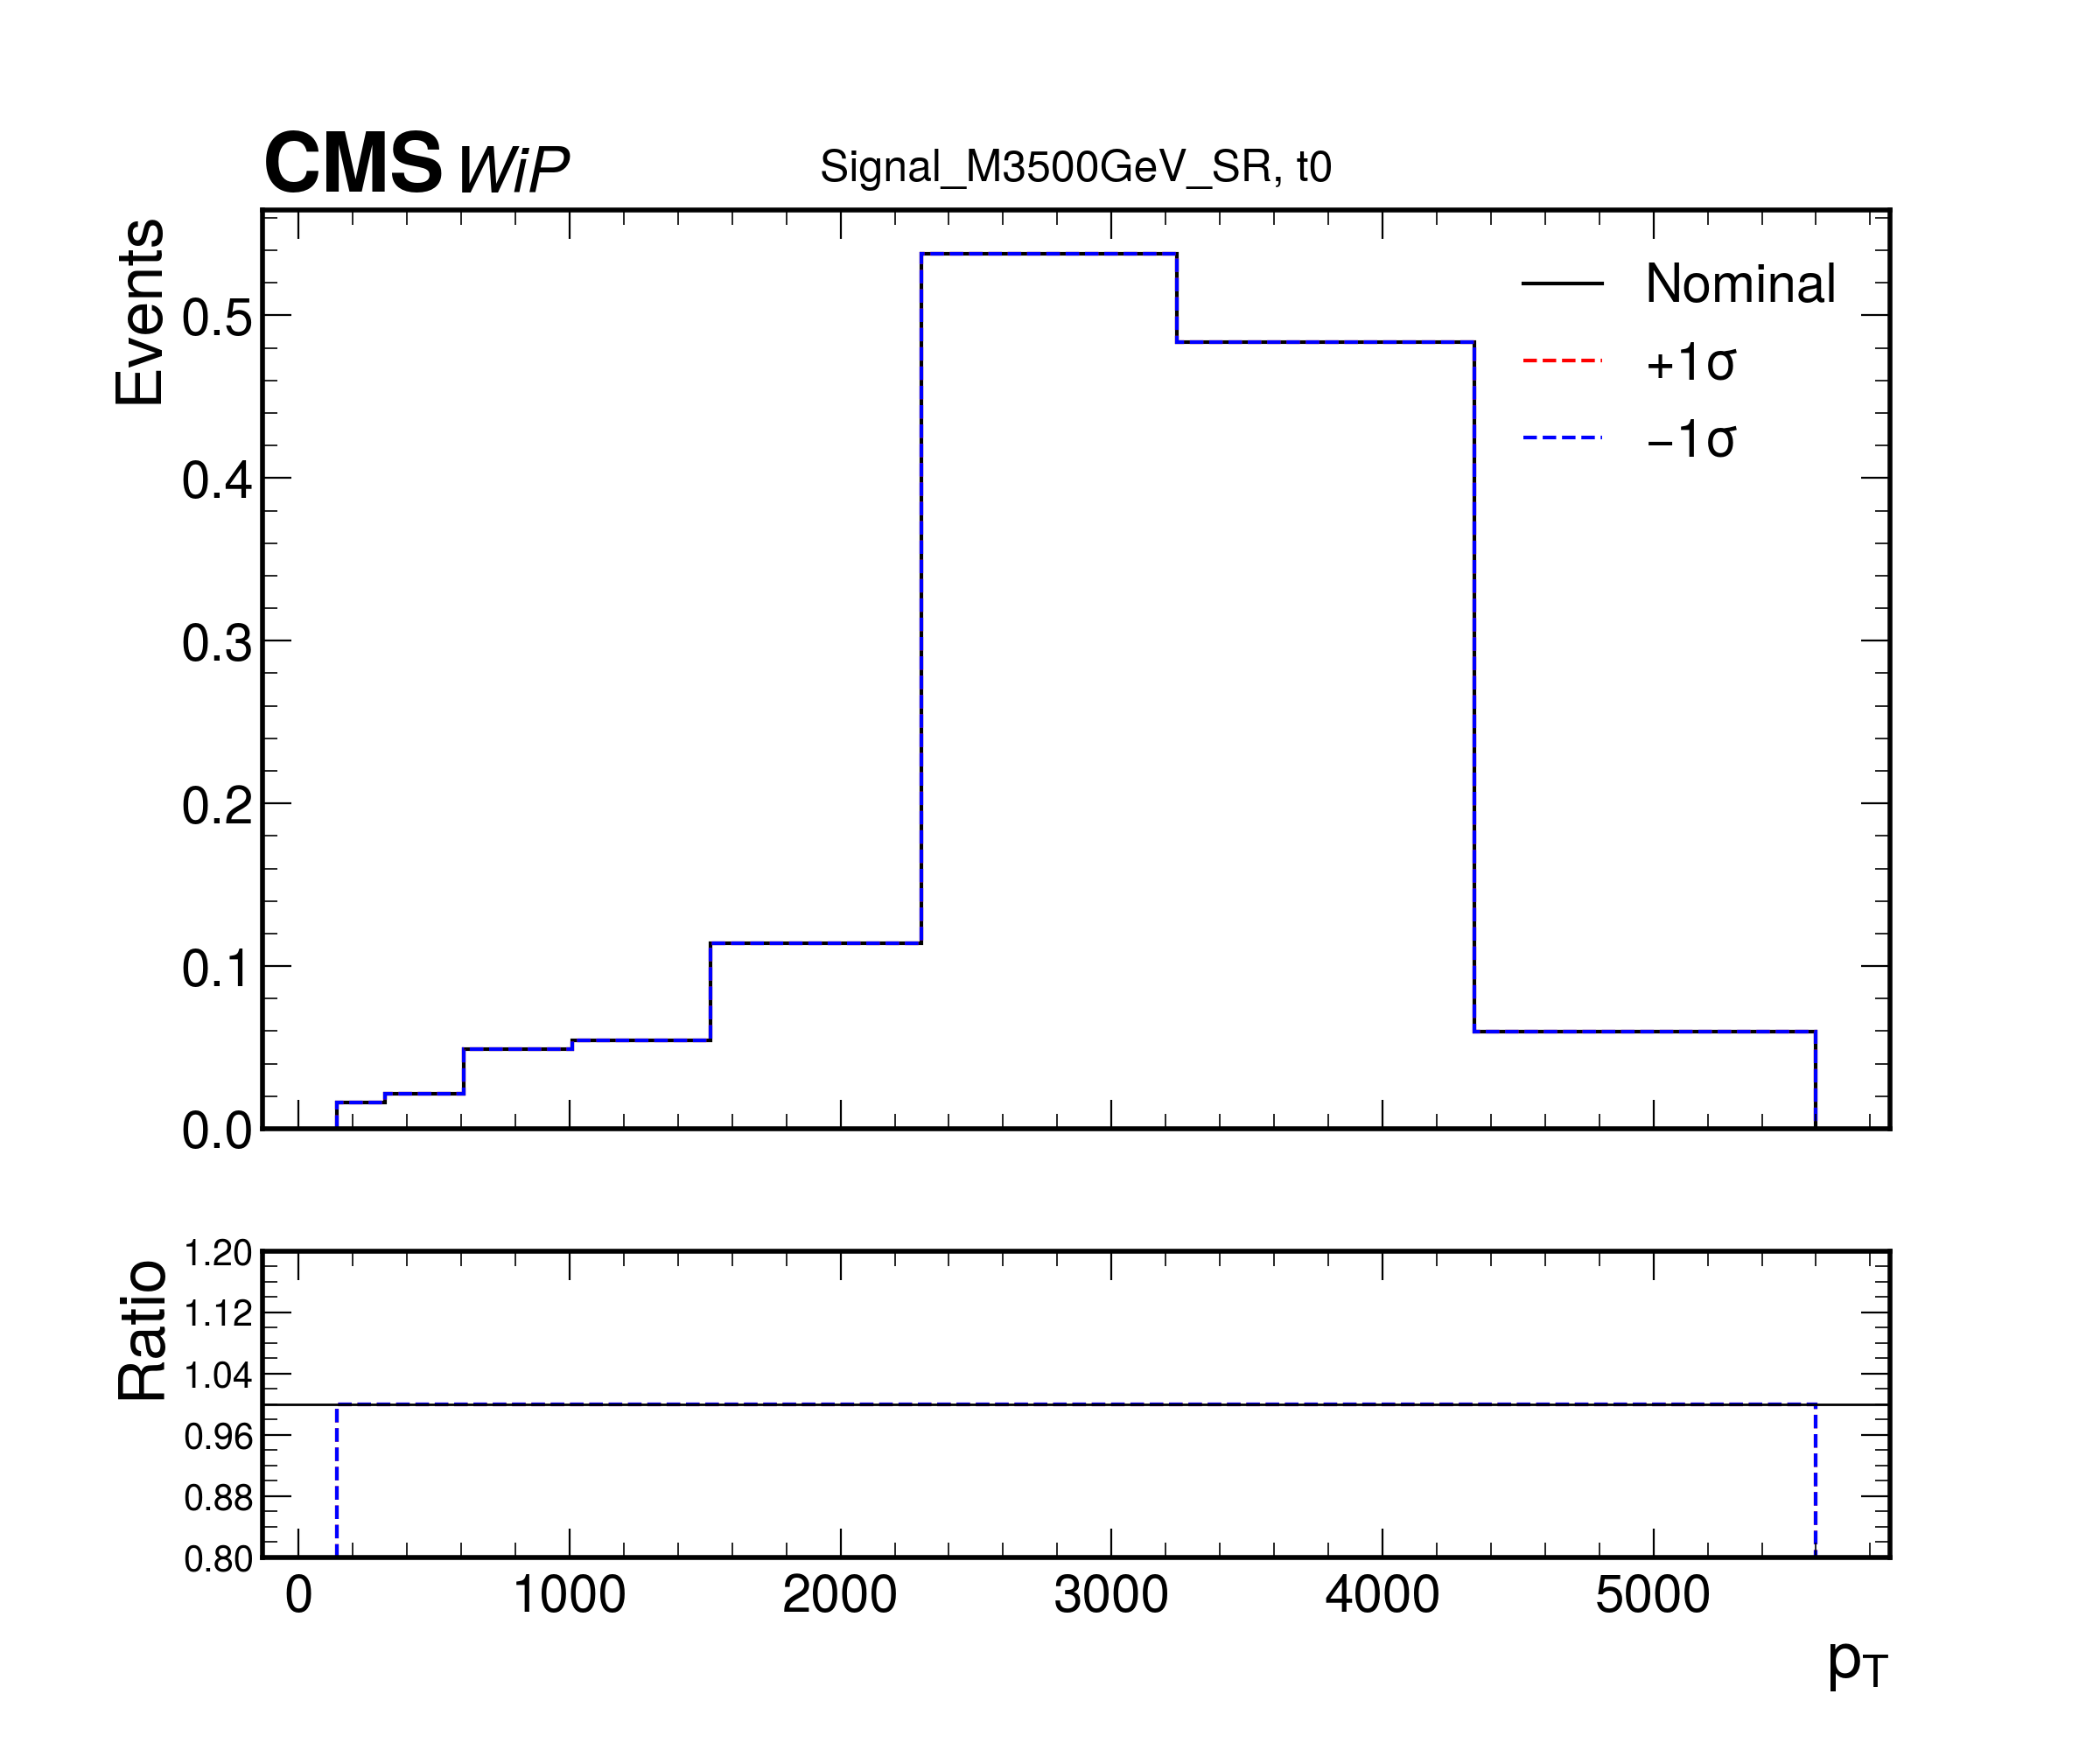 CMS WiP
Signal_M3500GeV_SR, t0
Events
0.5
0.4
0.3
0.2
0.1
0.0
Nominal
+1σ
−1σ
Ratio
1.20
1.12
1.04
0.96
0.88
0.80
0 1000 2000 3000 4000 5000
pT